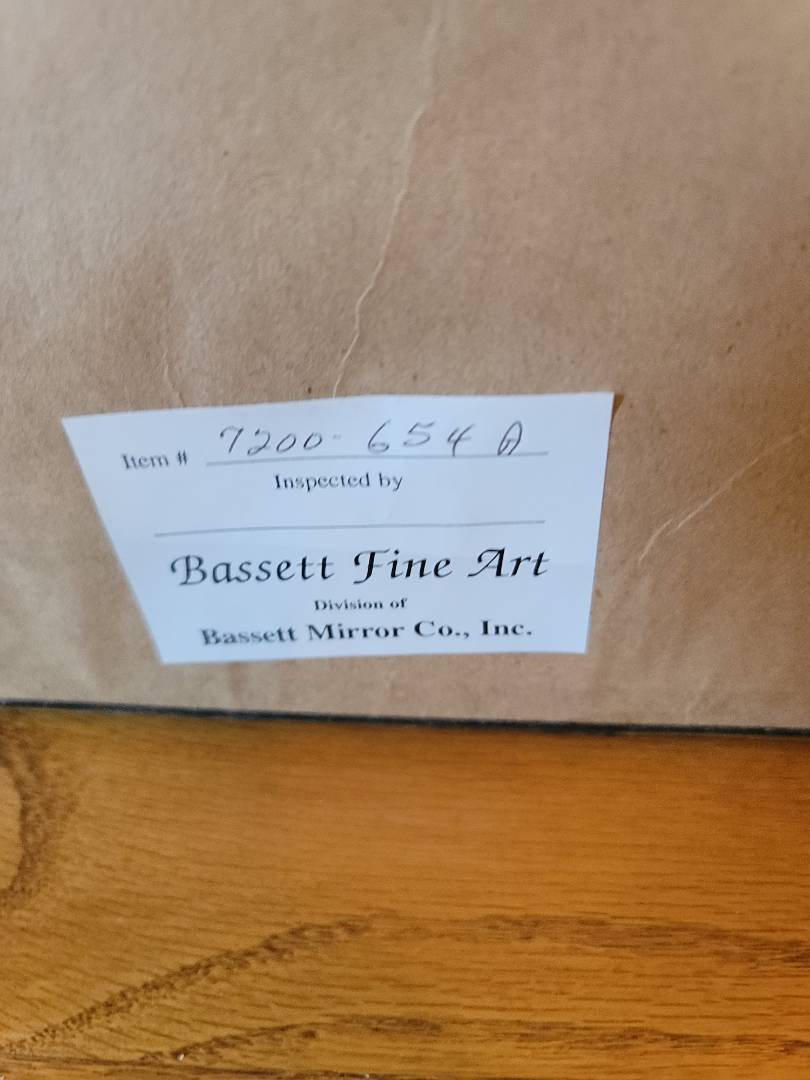 Item # 7200-654 A
Inspected by
Bassett Fine Art
Division of
Bassett Mirror Co., Inc.